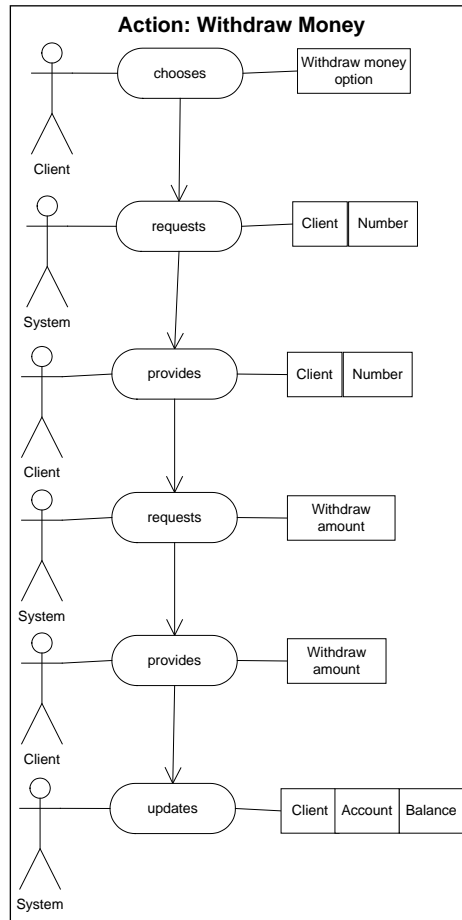 Action: Withdraw Money
chooses
Withdraw money
option
Client
requests
Client Number
System
provides
Client Number
Client
requests
Withdraw
amount
System
provides
Withdraw
amount
Client
updates
Client Account Balance
System